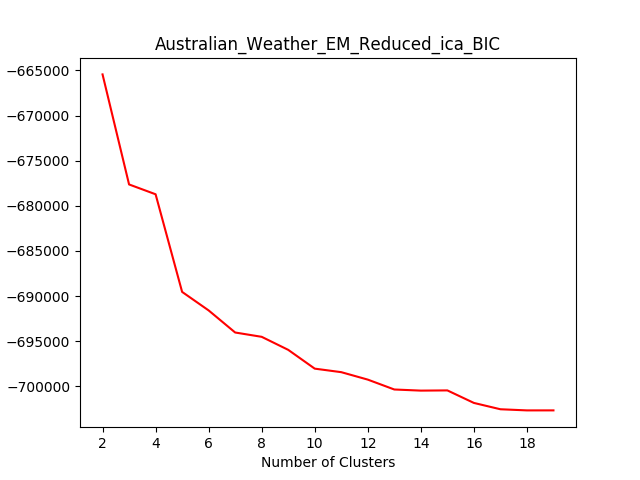 Australian_Weather_EM_Reduced_ica_BIC
−665000
−670000
−675000
−680000
−685000
−690000
−695000
−700000
2 4 6 8 10 12 14 16 18
Number of Clusters